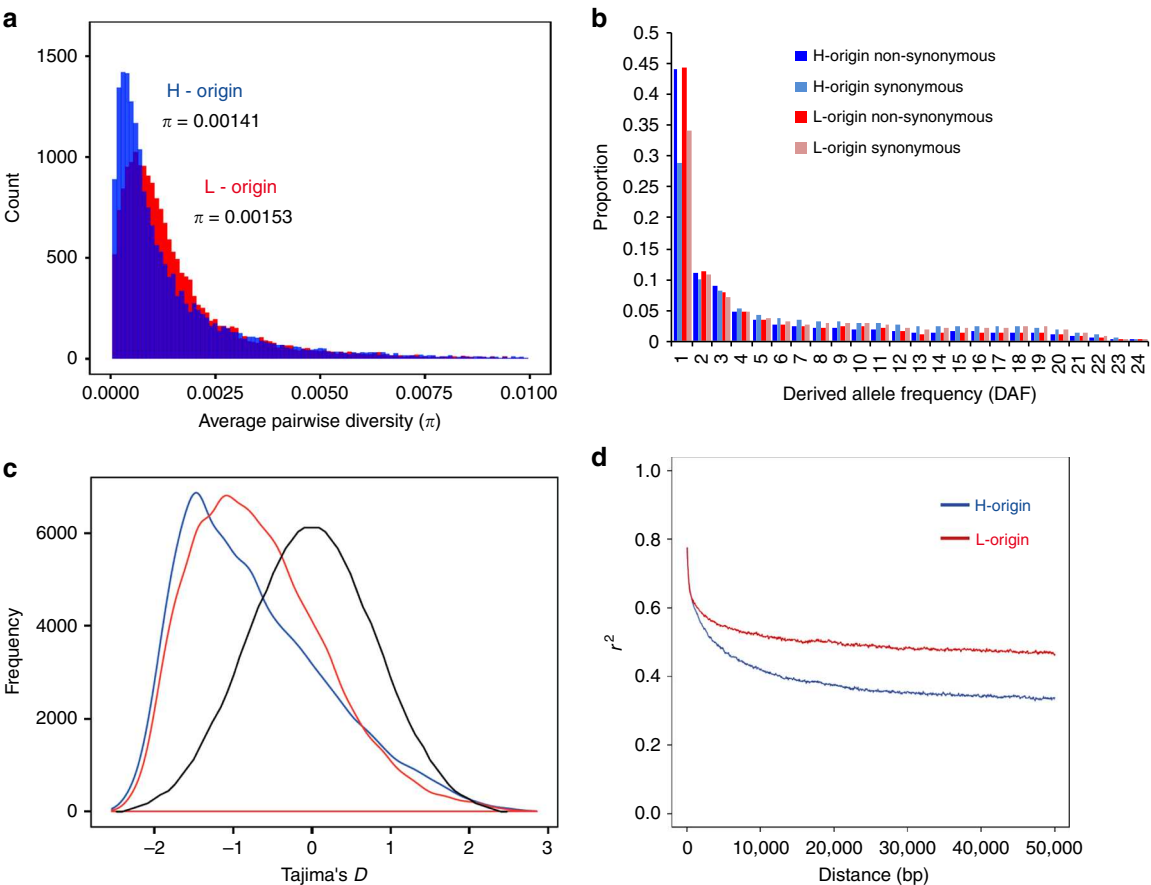 a
1500
1000
500
0
Count
H - origin
π = 0.00141
L - origin
π = 0.00153
0.0000 0.0025 0.0050 0.0075 0.0100
Average pairwise diversity (π)
b
0.5
0.45
0.4
0.35
0.3
0.25
0.2
0.15
0.1
0.05
0
Proportion
H-origin non-synonymous
H-origin synonymous
L-origin non-synonymous
L-origin synonymous
1 2 3 4 5 6 7 8 9 10 11 12 13 14 15 16 17 18 19 20 21 22 23 24
Derived allele frequency (DAF)
c
6000
4000
2000
0
Frequency
−2 −1 0 1 2 3
Tajima's D
d
1.0
0.8
0.6
0.4
0.2
0.0
r²
H-origin
L-origin
0 10,000 20,000 30,000 40,000 50,000
Distance (bp)